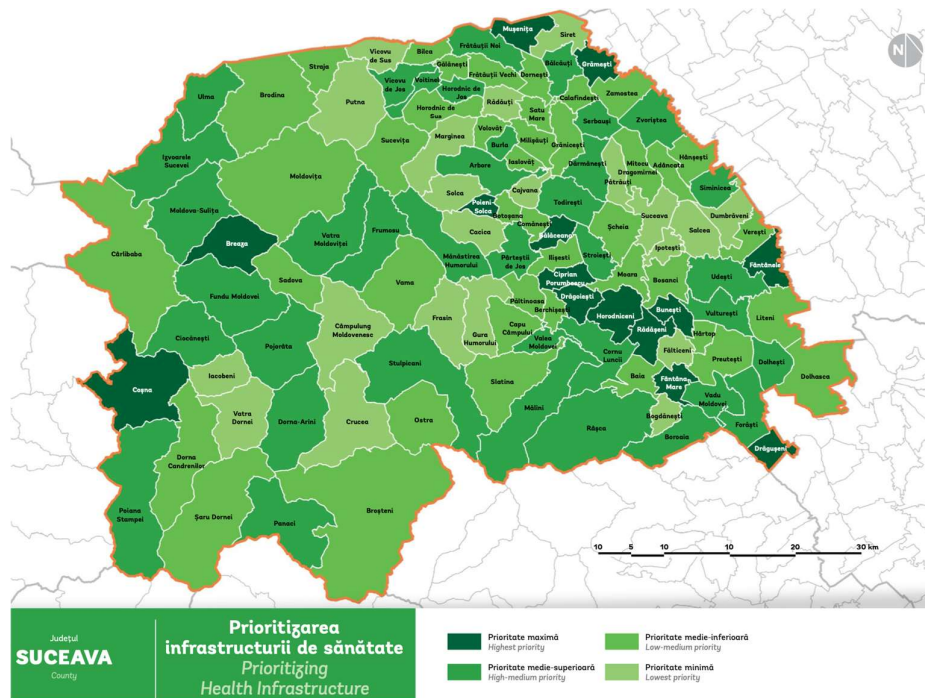 Mușenița
Siret
Vicovu
de Sus
Bilca
Frătăuții Noi
Straja
Gălănești
Bălcăuți
Grămești
Ulma
Brodina
Putna
Vicovu
de Jos
Voitinel
Frătăuții Vechi
Dornești
Horodnic
de Jos
Calafindești
Zamostea
Horodnic de
Sus
Rădăuți
Satu
Mare
Serbauți
Zvoriștea
Sucevița
Marginea
Volovăț
Burla
Milișăuți
Grănicești
Izvoarele
Sucevei
Moldovița
Arbore
Iaslovăț
Dărmănești
Mitocu
Dragomirnei
Adâncata
Hănșești
Pătrăuți
Siminicea
Solca
Cajvana
Moldova-Sulița
Poieni-
Solca
Todirești
Suceava
Dumbrăveni
Botoșana
Comănești
Salcea
Verești
Cârlibaba
Breaza
Vatra
Moldoviței
Frumosu
Cacica
Bălăceana
Șcheia
Mănăstirea
Humorului
Părteștii
de Jos
Ilișești
Stroiești
Ipotești
Fântânele
Sadova
Vama
Ciprian
Porumbescu
Moara
Bosanci
Udești
Fundu Moldovei
Drăgoiești
Păltinoasa
Berchișești
Horodniceni
Bunești
Vulturești
Liteni
Câmpulung
Moldovenesc
Frasin
Gura
Humorului
Capu
Câmpului
Rădășeni
Hârtop
Ciocănești
Pojorâta
Valea
Moldovei
Fălticeni
Stulpicani
Cornu
Luncii
Preutești
Dolhești
Dolhasca
Iacobeni
Slatina
Baia
Fântâna
Mare
Coșna
Vadu
Moldovei
Vatra
Dornei
Dorna-Arini
Crucea
Ostra
Mălini
Bogdănești
Râșca
Boroaia
Forăști
Drăgușeni
Dorna
Candrenilor
Poiana
Stampei
Șaru Dornei
Panaci
Broșteni
N
10 5 10 10 20 30 km
Județul
SUCEAVA
County
Prioritizarea
infrastructurii de sănătate
Prioritizing
Health Infrastructure
Prioritate maximă
Highest priority
Prioritate medie-superioară
High-medium priority
Prioritate medie-inferioară
Low-medium priority
Prioritate minimă
Lowest priority